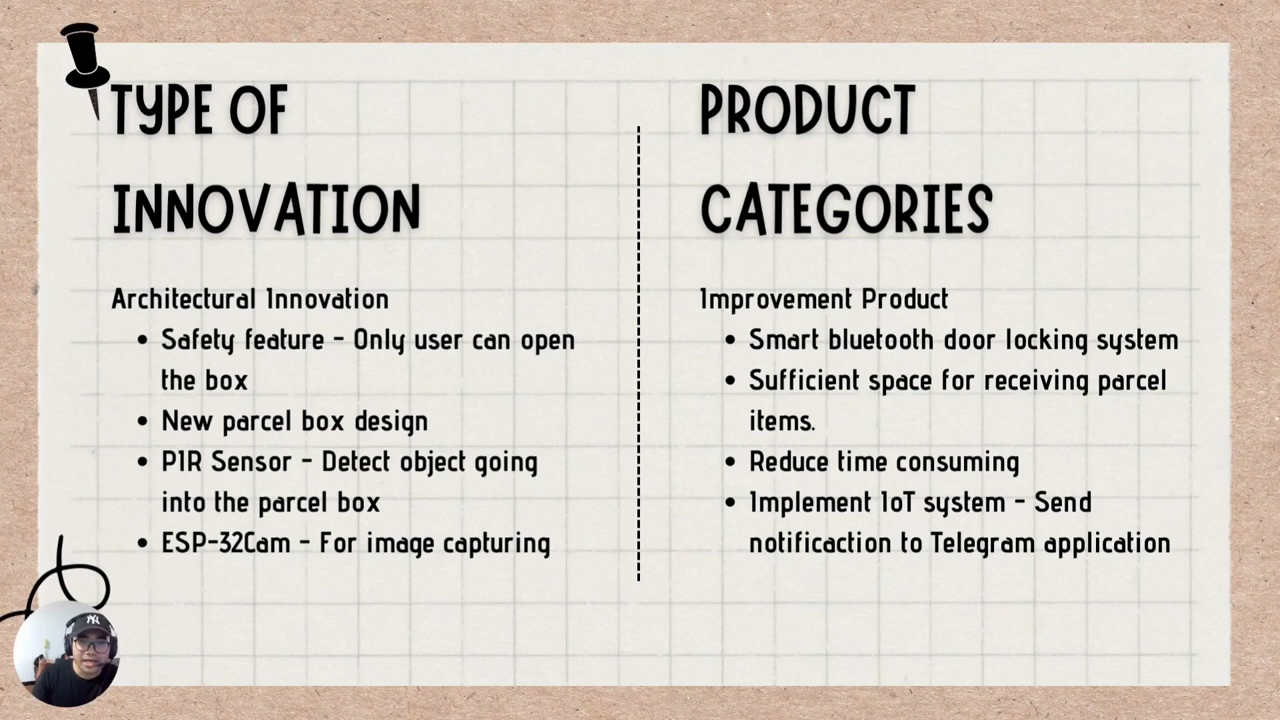 TYPE OF
INNOVATION
Architectural Innovation
• Safety feature - Only user can open
the box
• New parcel box design
• PIR Sensor - Detect object going
into the parcel box
• ESP-32Cam - For image capturing
PRODUCT
CATEGORIES
Improvement Product
• Smart bluetooth door locking system
• Sufficient space for receiving parcel
items.
• Reduce time consuming
• Implement IoT system - Send
notificaction to Telegram application